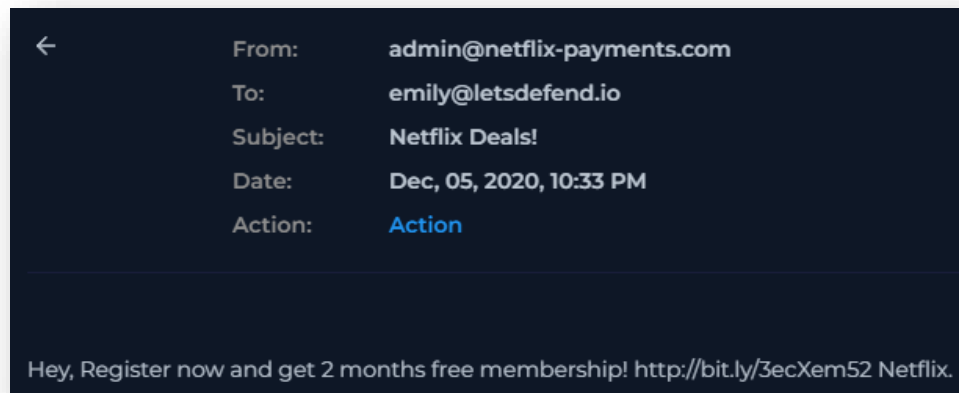 From: admin@netflix-payments.com
To: emily@letsdefend.io
Subject: Netflix Deals!
Date: Dec, 05, 2020, 10:33 PM
Action: Action
Hey, Register now and get 2 months free membership! http://bit.ly/3ecXem52 Netflix.